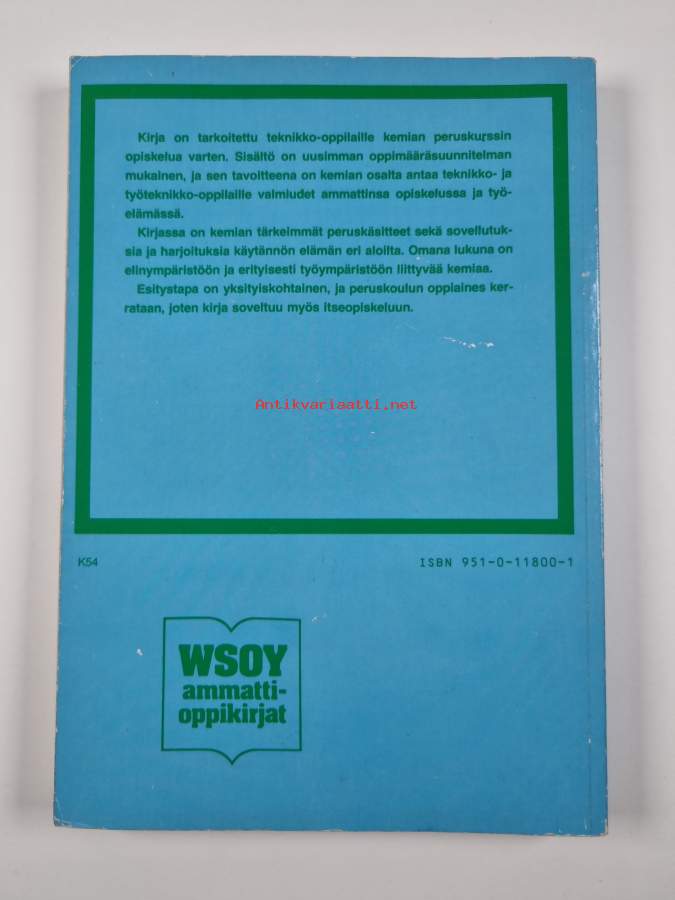 Kirja on tarkoitettu teknikko-oppilaille kemian peruskurssin
opiskelua varten. Sisältö on uusimman oppimääräsuunnitelman
mukainen, ja sen tavoitteena on kemian osalta antaa teknikko- ja
työteknikko-oppilaille valmiudet ammattinsa opiskelussa ja työ-
elämässä.
Kirjassa on kemian tärkeimmät peruskäsitteet sekä sovellutuk-
sia ja harjoituksia käytännön elämän eri aloilta. Omana lukuna on
elinympäristöön ja erityisesti työympäristöön liittyvää kemiaa.
Esitystapa on yksityiskohtainen, ja peruskoulun oppiaines ker-
rataan, joten kirja soveltuu myös itseopiskeluun.
Antikvariaatti.net
K54
ISBN 951-0-11800-1
WSOY
ammatti-
oppikirjat